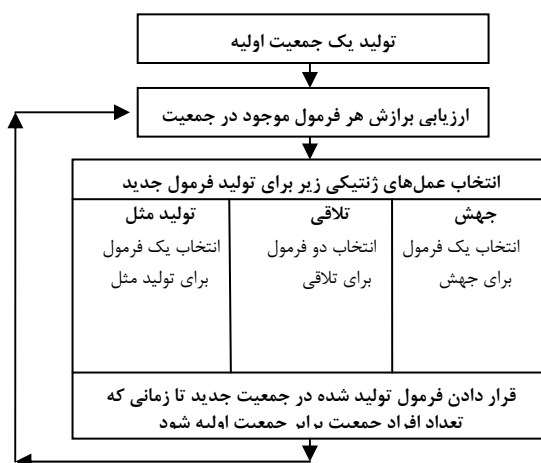 تولید یک جمعیت اولیه
ارزیابی برازش هر فرمول موجود در جمعیت
انتخاب عمل‌های ژنتیکی زیر برای تولید فرمول جدید
جهش
انتخاب یک فرمول
برای جهش
تلاقی
انتخاب دو فرمول
برای تلاقی
تولید مثل
انتخاب یک فرمول
برای تولید مثل
قرار دادن فرمول تولید شده در جمعیت جدید تا زمانی که
تعداد افراد جمعیت برابر جمعیت اولیه شود